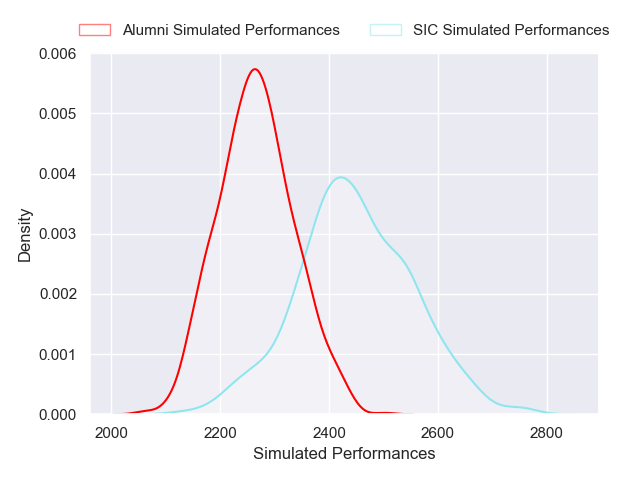 Alumni Simulated Performances SIC Simulated Performances
0.006
0.005
0.004
0.003
0.002
0.001
0.000
Density
2000 2200 2400 2600 2800
Simulated Performances